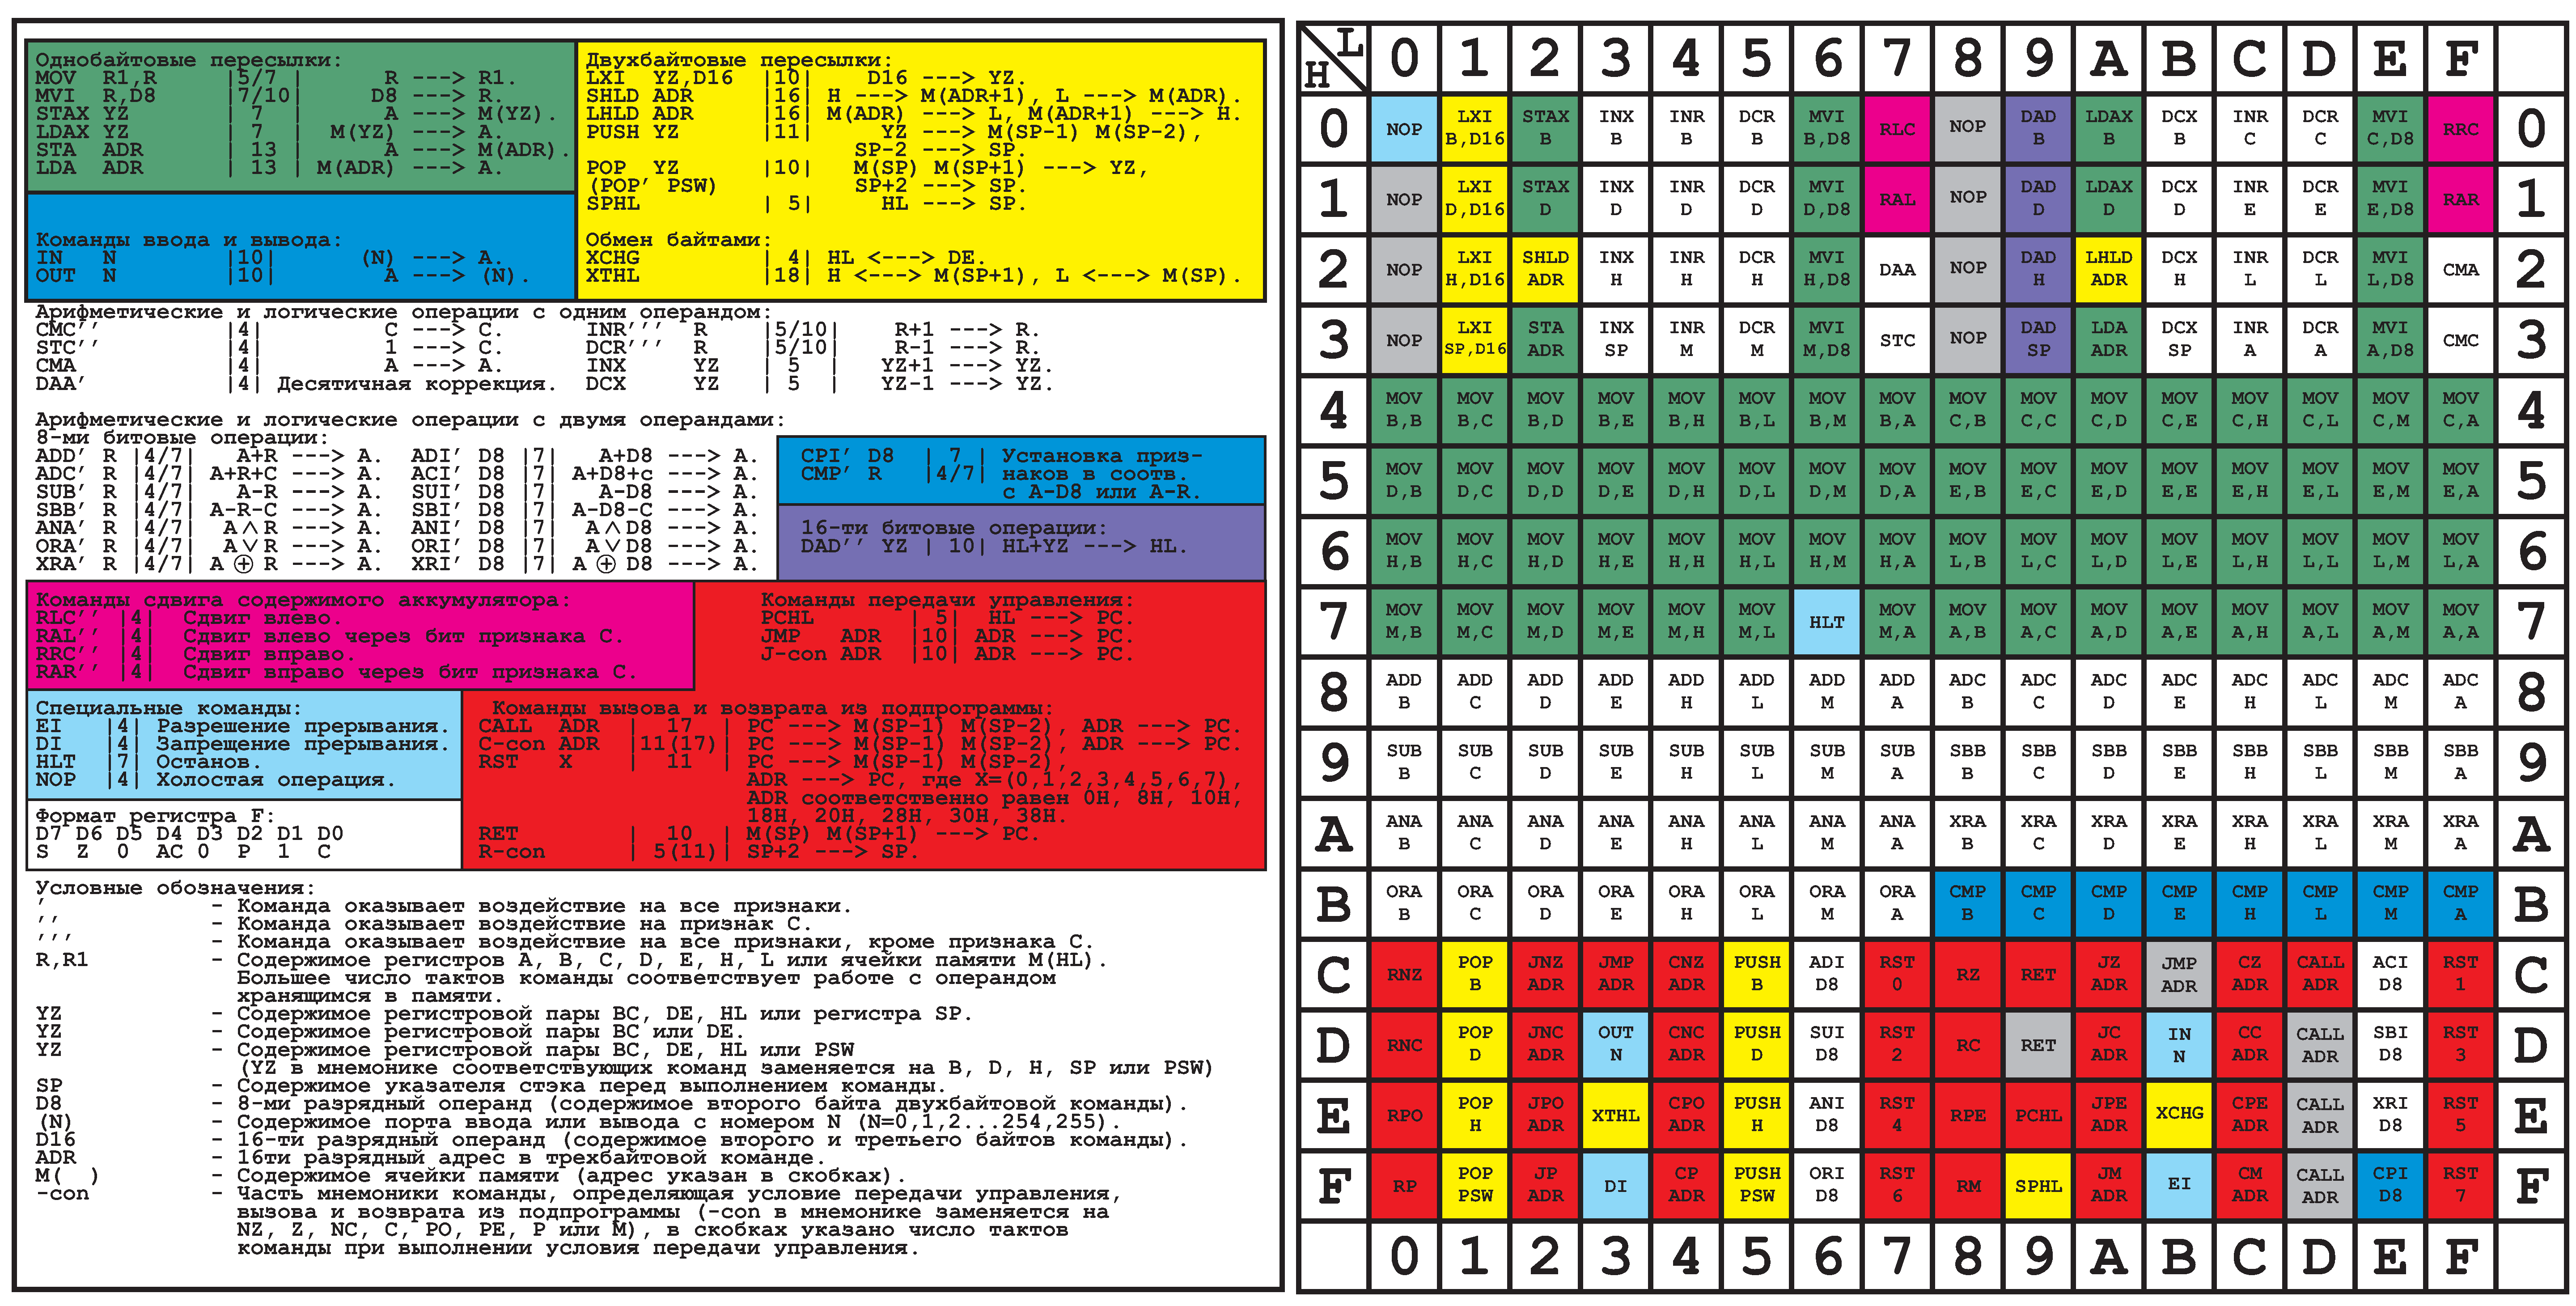 Однобайтовые пересылки:
MOV R1,R |5/7 | R ---> R1.
MVI R,D8 |7/10| D8 ---> R.
STAX YZ | 7 | A ---> M(YZ).
LDAX YZ | 7 | M(YZ) ---> A.
STA ADR | 13 | A ---> M(ADR).
LDA ADR | 13 | M(ADR) ---> A.
Команды ввода и вывода:
IN N |10| (N) ---> A.
OUT N |10| A ---> (N).
Двухбайтовые пересылки:
LXI YZ,D16 |10| D16 ---> YZ.
SHLD ADR |16| H ---> M(ADR+1), L ---> M(ADR).
LHLD ADR |16| M(ADR) ---> L, M(ADR+1) ---> H.
PUSH YZ |11| YZ ---> M(SP-1) M(SP-2),
SP-2 ---> SP.
POP YZ |10| M(SP) M(SP+1) ---> YZ,
(POP' PSW) SP+2 ---> SP.
SPHL | 5| HL ---> SP.
Обмен байтами:
XCHG | 4| HL <---> DE.
XTHL |18| H <---> M(SP+1), L <---> M(SP).
Арифметические и логические операции с одним операндом:
CMC'' |4| C ---> C. INR''' R |5/10| R+1 ---> R.
STC'' |4| 1 ---> C. DCR''' R |5/10| R-1 ---> R.
CMA |4| A ---> A. INX YZ | 5 | YZ+1 ---> YZ.
DAA' |4| Десятичная коррекция. DCX YZ | 5 | YZ-1 ---> YZ.
Арифметические и логические операции с двумя операндами:
8-ми битовые операции:
ADD' R |4/7| A+R ---> A. ADI' D8 |7| A+D8 ---> A.
ADC' R |4/7| A+R+C ---> A. ACI' D8 |7| A+D8+c ---> A.
SUB' R |4/7| A-R ---> A. SUI' D8 |7| A-D8 ---> A.
SBB' R |4/7| A-R-C ---> A. SBI' D8 |7| A-D8-C ---> A.
ANA' R |4/7| A ∧ R ---> A. ANI' D8 |7| A ∧ D8 ---> A.
ORA' R |4/7| A ∨ R ---> A. ORI' D8 |7| A ∨ D8 ---> A.
XRA' R |4/7| A ⊕ R ---> A. XRI' D8 |7| A ⊕ D8 ---> A.
CPI' D8 | 7 | Установка приз-
CMP' R |4/7| наков в соотв.
с A-D8 или A-R.
16-ти битовые операции:
DAD'' YZ | 10| HL+YZ ---> HL.
Команды сдвига содержимого аккумулятора:
RLC'' |4| Сдвиг влево.
RAL'' |4| Сдвиг влево через бит признака C.
RRC'' |4| Сдвиг вправо.
RAR'' |4| Сдвиг вправо через бит признака C.
Команды передачи управления:
PCHL | 5| HL ---> PC.
JMP ADR |10| ADR ---> PC.
J-con ADR |10| ADR ---> PC.
Специальные команды:
EI |4| Разрешение прерывания.
DI |4| Запрещение прерывания.
HLT |7| Останов.
NOP |4| Холостая операция.
Формат регистра F:
D7 D6 D5 D4 D3 D2 D1 D0
S Z 0 AC 0 P 1 C
Команды вызова и возврата из подпрограммы:
CALL ADR | 17 | PC ---> M(SP-1) M(SP-2), ADR ---> PC.
C-con ADR |11(17)| PC ---> M(SP-1) M(SP-2), ADR ---> PC.
RST X | 11 | PC ---> M(SP-1) M(SP-2),
ADR ---> PC, где X=(0,1,2,3,4,5,6,7),
ADR соответственно равен 0H, 8H, 10H,
18H, 20H, 28H, 30H, 38H.
RET | 10 | M(SP) M(SP+1) ---> PC.
R-con | 5(11)| SP+2 ---> SP.
Условные обозначения:
' - Команда оказывает воздействие на все признаки.
'' - Команда оказывает воздействие на признак C.
''' - Команда оказывает воздействие на все признаки, кроме признака C.
R,R1 - Содержимое регистров A, B, C, D, E, H, L или ячейки памяти M(HL).
Большее число тактов команды соответствует работе с операндом
хранящимся в памяти.
YZ - Содержимое регистровой пары BC, DE, HL или регистра SP.
YZ - Содержимое регистровой пары BC или DE.
YZ - Содержимое регистровой пары BC, DE, HL или PSW
(YZ в мнемонике соответствующих команд заменяется на B, D, H, SP или PSW)
SP - Содержимое указателя стэка перед выполнением команды.
D8 - 8-ми разрядный операнд (содержимое второго байта двухбайтовой команды).
(N) - Содержимое порта ввода или вывода с номером N (N=0,1,2...254,255).
D16 - 16-ти разрядный операнд (содержимое второго и третьего байтов команды).
ADR - 16ти разрядный адрес в трехбайтовой команде.
M( ) - Содержимое ячейки памяти (адрес указан в скобках).
-con - Часть мнемоники команды, определяющая условие передачи управления,
вызова и возврата из подпрограммы (-con в мнемонике заменяется на
NZ, Z, NC, C, PO, PE, P или M), в скобках указано число тактов
команды при выполнении условия передачи управления.
H L 0 1 2 3 4 5 6 7 8 9 A B C D E F
0 NOP LXI B,D16 STAX B INX B INR B DCR B MVI B,D8 RLC NOP DAD B LDAX B DCX B INR C DCR C MVI C,D8 RRC 0
1 NOP LXI D,D16 STAX D INX D INR D DCR D MVI D,D8 RAL NOP DAD D LDAX D DCX D INR E DCR E MVI E,D8 RAR 1
2 NOP LXI H,D16 SHLD ADR INX H INR H DCR H MVI H,D8 DAA NOP DAD H LHLD ADR DCX H INR L DCR L MVI L,D8 CMA 2
3 NOP LXI SP,D16 STA ADR INX SP INR M DCR M MVI M,D8 STC NOP DAD SP LDA ADR DCX SP INR A DCR A MVI A,D8 CMC 3
4 MOV B,B MOV B,C MOV B,D MOV B,E MOV B,H MOV B,L MOV B,M MOV B,A MOV C,B MOV C,C MOV C,D MOV C,E MOV C,H MOV C,L MOV C,M MOV C,A 4
5 MOV D,B MOV D,C MOV D,D MOV D,E MOV D,H MOV D,L MOV D,M MOV D,A MOV E,B MOV E,C MOV E,D MOV E,E MOV E,H MOV E,L MOV E,M MOV E,A 5
6 MOV H,B MOV H,C MOV H,D MOV H,E MOV H,H MOV H,L MOV H,M MOV H,A MOV L,B MOV L,C MOV L,D MOV L,E MOV L,H MOV L,L MOV L,M MOV L,A 6
7 MOV M,B MOV M,C MOV M,D MOV M,E MOV M,H MOV M,L HLT MOV M,A MOV A,B MOV A,C MOV A,D MOV A,E MOV A,H MOV A,L MOV A,M MOV A,A 7
8 ADD B ADD C ADD D ADD E ADD H ADD L ADD M ADD A ADC B ADC C ADC D ADC E ADC H ADC L ADC M ADC A 8
9 SUB B SUB C SUB D SUB E SUB H SUB L SUB M SUB A SBB B SBB C SBB D SBB E SBB H SBB L SBB M SBB A 9
A ANA B ANA C ANA D ANA E ANA H ANA L ANA M ANA A XRA B XRA C XRA D XRA E XRA H XRA L XRA M XRA A A
B ORA B ORA C ORA D ORA E ORA H ORA L ORA M ORA A CMP B CMP C CMP D CMP E CMP H CMP L CMP M CMP A B
C RNZ POP B JNZ ADR JMP ADR CNZ ADR PUSH B ADI D8 RST 0 RZ RET JZ ADR JMP ADR CZ ADR CALL ADR ACI D8 RST 1 C
D RNC POP D JNC ADR OUT N CNC ADR PUSH D SUI D8 RST 2 RC RET JC ADR IN N CC ADR CALL ADR SBI D8 RST 3 D
E RPO POP H JPO ADR XTHL CPO ADR PUSH H ANI D8 RST 4 RPE PCHL JPE ADR XCHG CPE ADR CALL ADR XRI D8 RST 5 E
F RP POP PSW JP ADR DI CP ADR PUSH PSW ORI D8 RST 6 RM SPHL JM ADR EI CM ADR CALL ADR CPI D8 RST 7 F
0 1 2 3 4 5 6 7 8 9 A B C D E F